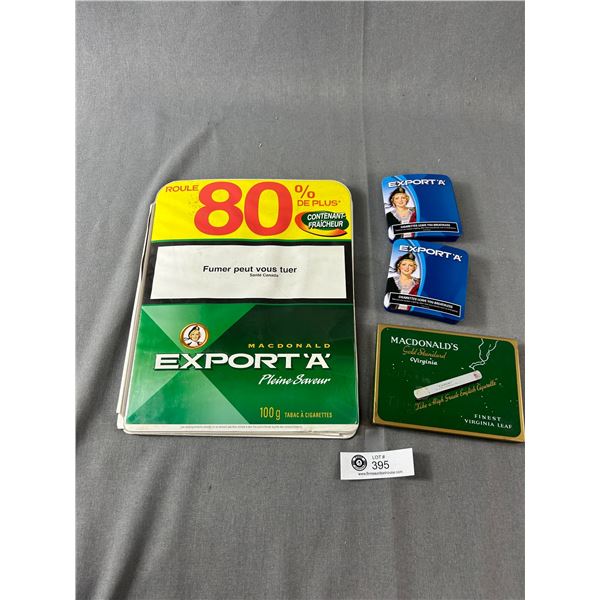 ROULE 80% DE PLUS*
CONTENANT-
FRAÎCHEUR
Fumer peut vous tuer
Santé Canada
MACDONALD
EXPORT 'A'
Pleine Saveur
100 g TABAC À CIGARETTES
EXPORT 'A'
EXPORT 'A'
MACDONALD'S
Gold Standard
Virginia
"Like a High Grade English Cigarette"
FINEST
VIRGINIA LEAF
LOT #
395